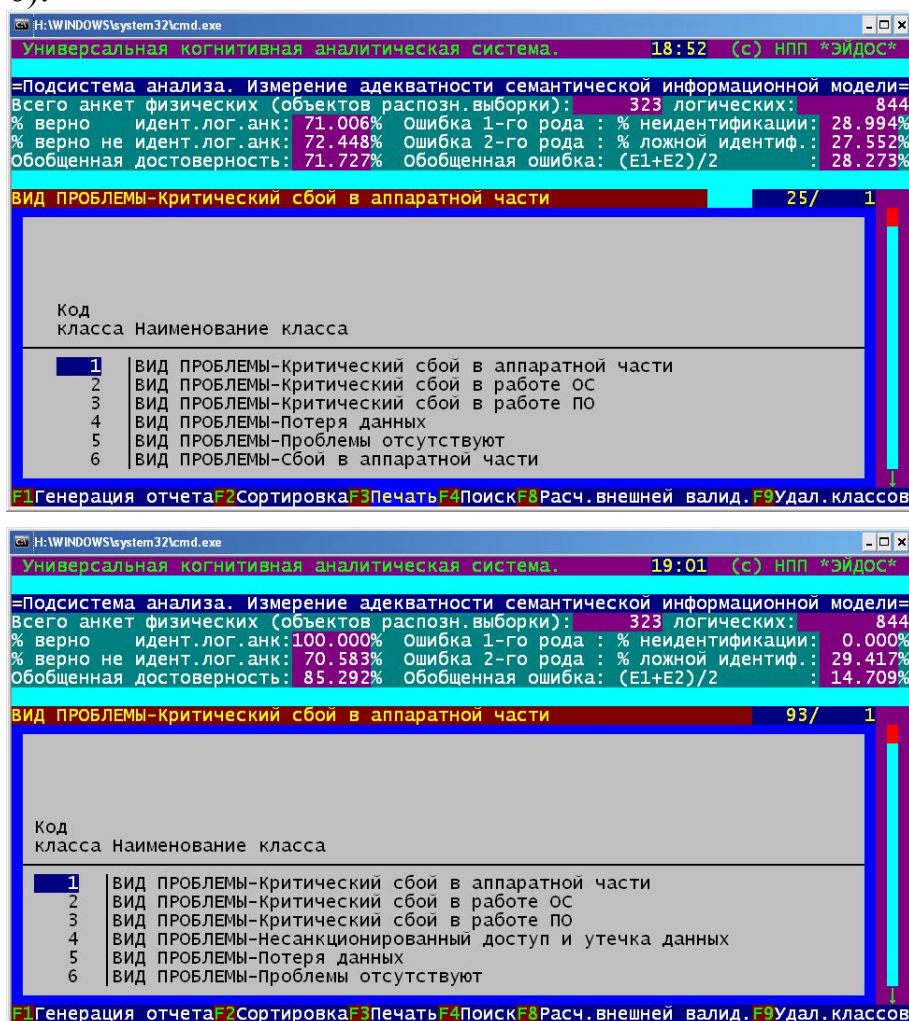 H:\WINDOWS\system32\cmd.exe
Универсальная когнитивная аналитическая система. 18:52 (с) НПП *ЭЙДОС*
=Подсистема анализа. Измерение адекватности семантической информационной модели=
Всего анкет физических (объектов распозн.выборки): 323 логических: 844
% верно идент.лог.анк: 71.006% Ошибка 1-го рода : % неидентификации: 28.994%
% верно не идент.лог.анк: 72.448% Ошибка 2-го рода : % ложной идентиф.: 27.552%
Обобщенная достоверность: 71.727% Обобщенная ошибка: (E1+E2)/2 : 28.273%
ВИД ПРОБЛЕМЫ-Критический сбой в аппаратной части 25/ 1
Код
класса Наименование класса
1 ВИД ПРОБЛЕМЫ-Критический сбой в аппаратной части
2 ВИД ПРОБЛЕМЫ-Критический сбой в работе ОС
3 ВИД ПРОБЛЕМЫ-Критический сбой в работе ПО
4 ВИД ПРОБЛЕМЫ-Потеря данных
5 ВИД ПРОБЛЕМЫ-Проблемы отсутствуют
6 ВИД ПРОБЛЕМЫ-Сбой в аппаратной части
F1Генерация отчетаF2СортировкаF3ПечатьF4ПоискF8Расч.внешней валид.F9Удал.классов
H:\WINDOWS\system32\cmd.exe
Универсальная когнитивная аналитическая система. 19:01 (с) НПП *ЭЙДОС*
=Подсистема анализа. Измерение адекватности семантической информационной модели=
Всего анкет физических (объектов распозн.выборки): 323 логических: 844
% верно идент.лог.анк:100.000% Ошибка 1-го рода : % неидентификации: 0.000%
% верно не идент.лог.анк: 70.583% Ошибка 2-го рода : % ложной идентиф.: 29.417%
Обобщенная достоверность: 85.292% Обобщенная ошибка: (E1+E2)/2 : 14.709%
ВИД ПРОБЛЕМЫ-Критический сбой в аппаратной части 93/ 1
Код
класса Наименование класса
1 ВИД ПРОБЛЕМЫ-Критический сбой в аппаратной части
2 ВИД ПРОБЛЕМЫ-Критический сбой в работе ОС
3 ВИД ПРОБЛЕМЫ-Критический сбой в работе ПО
4 ВИД ПРОБЛЕМЫ-Несанкционированный доступ и утечка данных
5 ВИД ПРОБЛЕМЫ-Потеря данных
6 ВИД ПРОБЛЕМЫ-Проблемы отсутствуют
F1Генерация отчетаF2СортировкаF3ПечатьF4ПоискF8Расч.внешней валид.F9Удал.классов